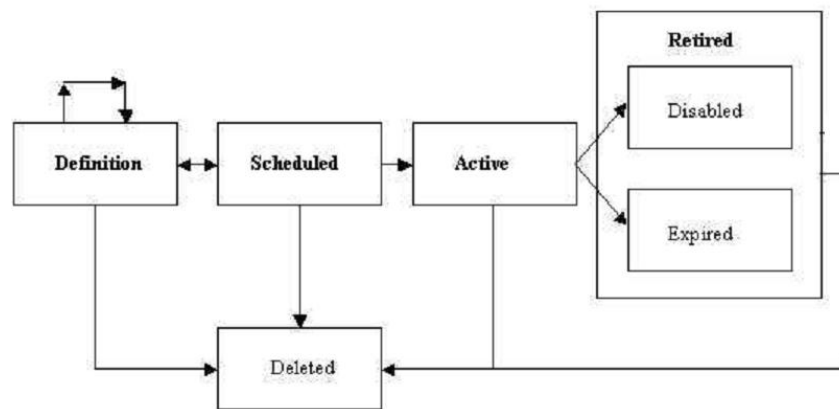 Retired
Disabled
Definition
Scheduled
Active
Expired
Deleted